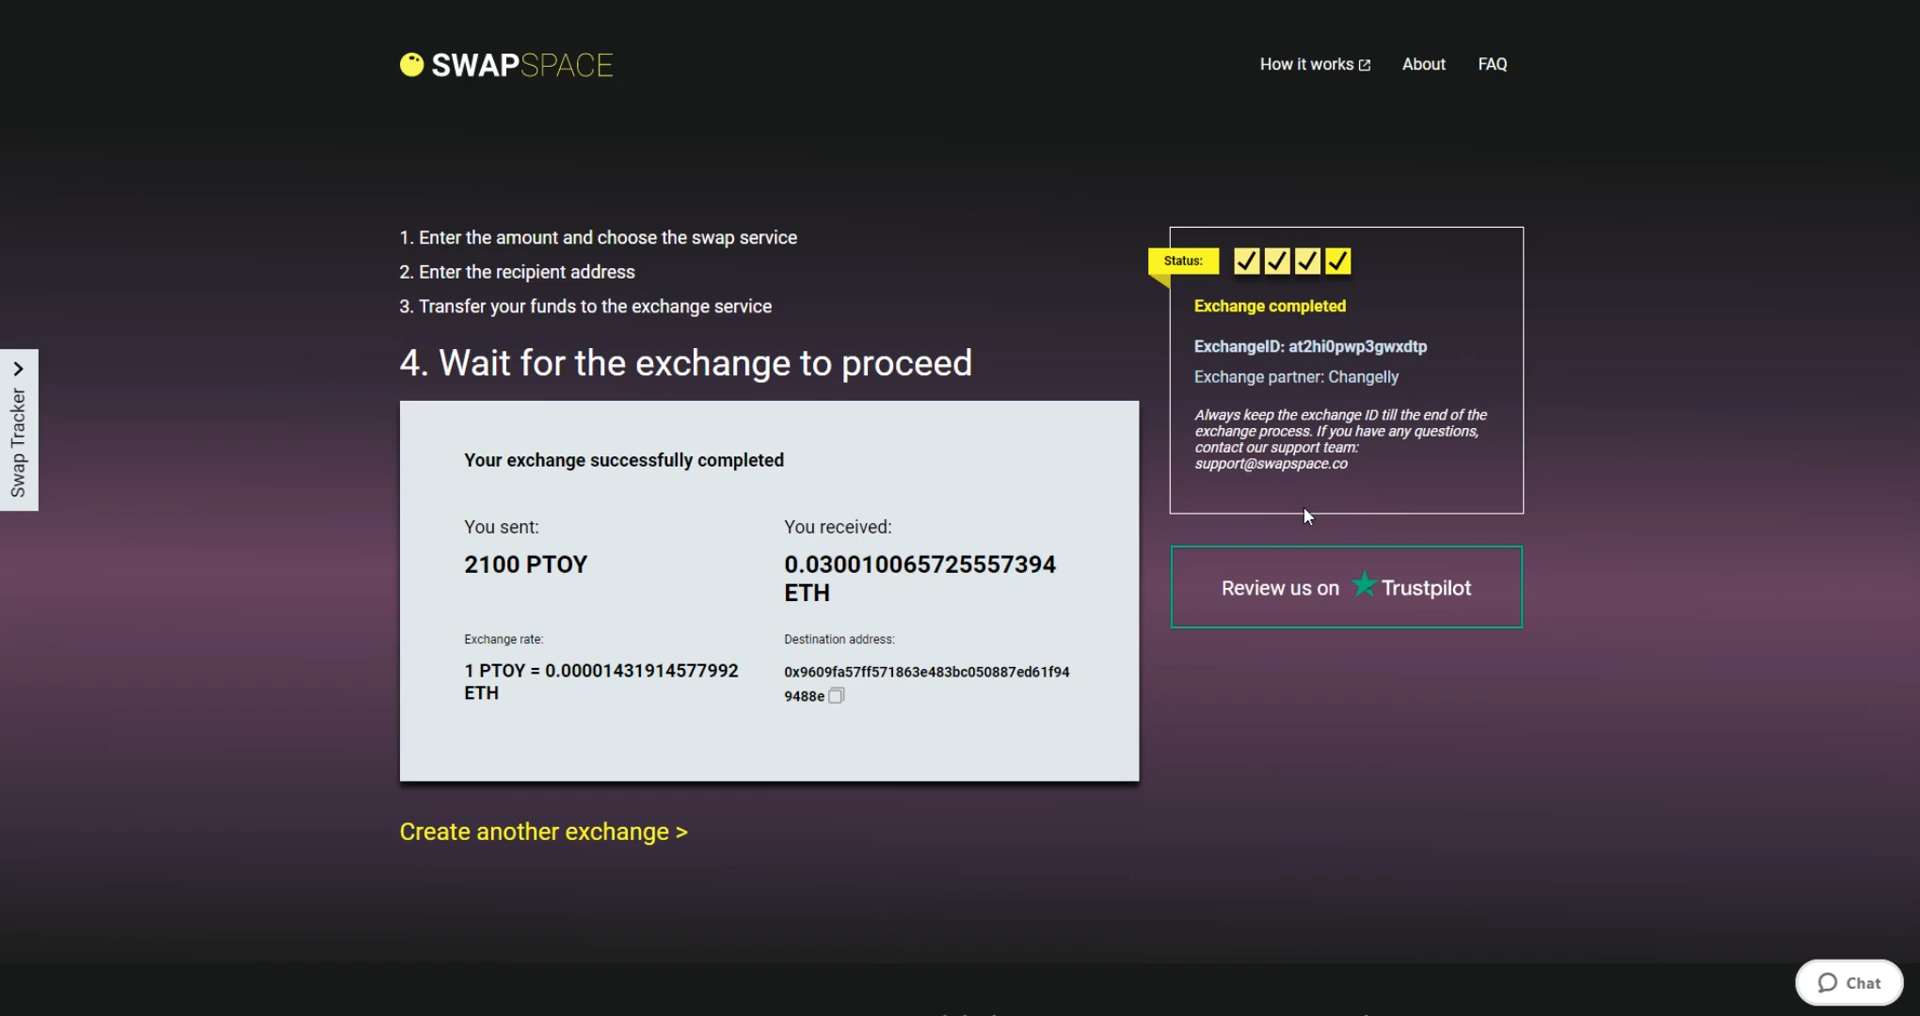 SWAPSPACE
How it works
About
FAQ
1. Enter the amount and choose the swap service
2. Enter the recipient address
3. Transfer your funds to the exchange service
4. Wait for the exchange to proceed
Swap Tracker
Your exchange successfully completed
You sent:
2100 PTOY
You received:
0.030010065725557394
ETH
Exchange rate:
1 PTOY = 0.00001431914577992
ETH
Destination address:
0x9609fa57ff571863e483bc050887ed61f94
9488e
Create another exchange >
Status:
Exchange completed
ExchangeID: at2hi0pwp3gwxdtp
Exchange partner: Changelly
Always keep the exchange ID till the end of the
exchange process. If you have any questions,
contact our support team:
support@swapspace.co
Review us on Trustpilot
Chat